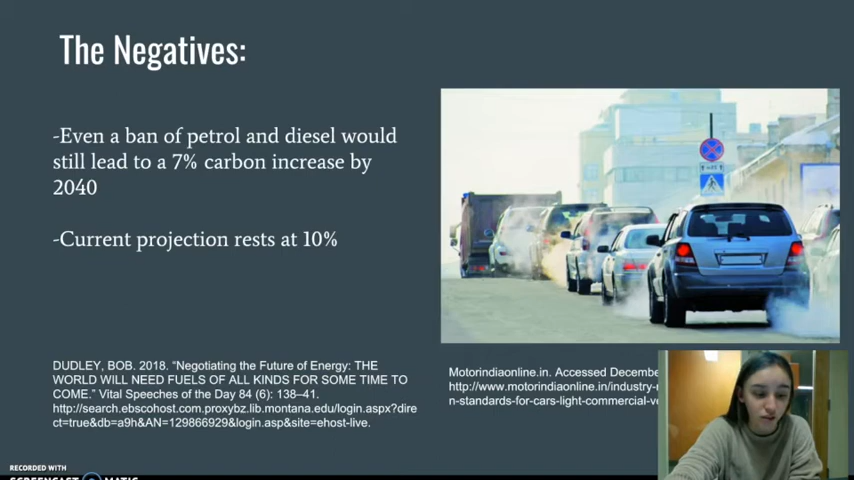 The Negatives:
-Even a ban of petrol and diesel would
still lead to a 7% carbon increase by
2040
-Current projection rests at 10%
DUDLEY, BOB. 2018. “Negotiating the Future of Energy: THE
WORLD WILL NEED FUELS OF ALL KINDS FOR SOME TIME TO
COME.” Vital Speeches of the Day 84 (6): 138–41.
http://search.ebscohost.com.proxybz.lib.montana.edu/login.aspx?dire
ct=true&db=a9h&AN=129866929&login.asp&site=ehost-live.
Motorindiaonline.in. Accessed Decembe
http://www.motorindiaonline.in/industry-
n-standards-for-cars-light-commercial-v
RECORDED WITH
SCREENCAST MATIC